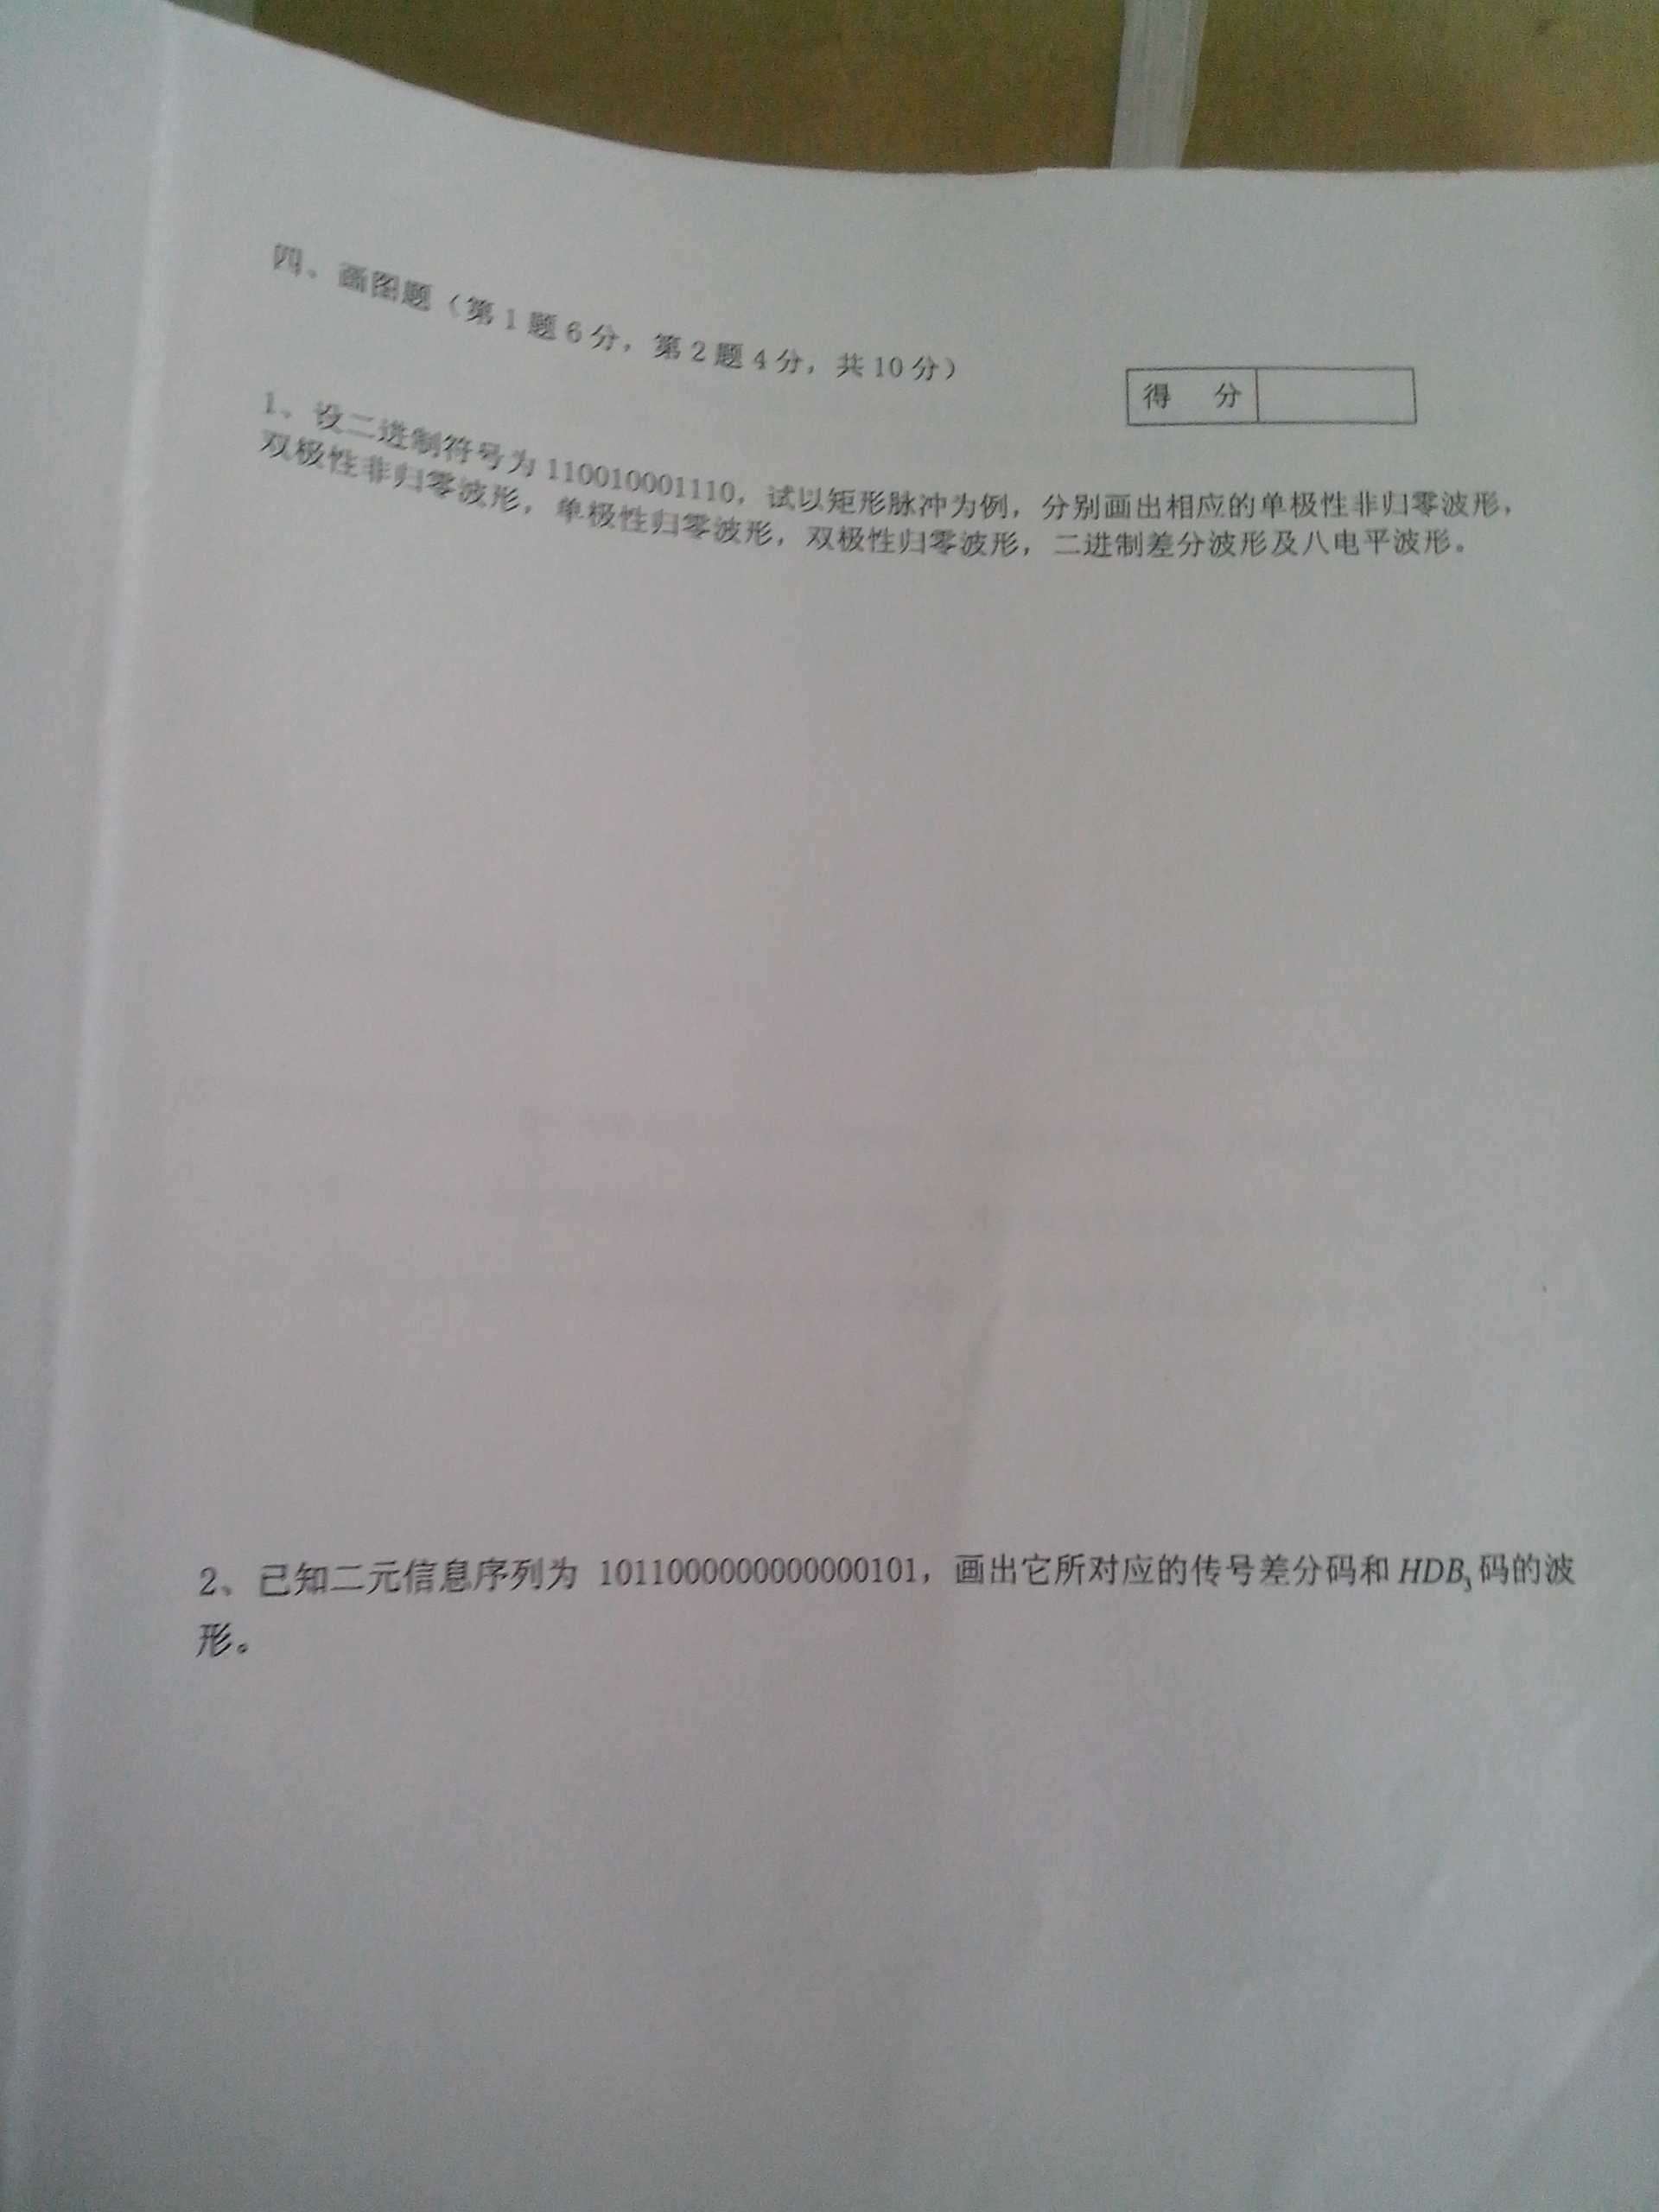 四、画图题（第1题6分，第2题4分，共10分）
得 分
1、设二进制符号为110010001110，试以矩形脉冲为例，分别画出相应的单极性非归零波形，
双极性非归零波形，单极性归零波形，双极性归零波形，二进制差分波形及八电平波形。
2、已知二元信息序列为 1011000000000000101，画出它所对应的传号差分码和HDB₃码的波
形。